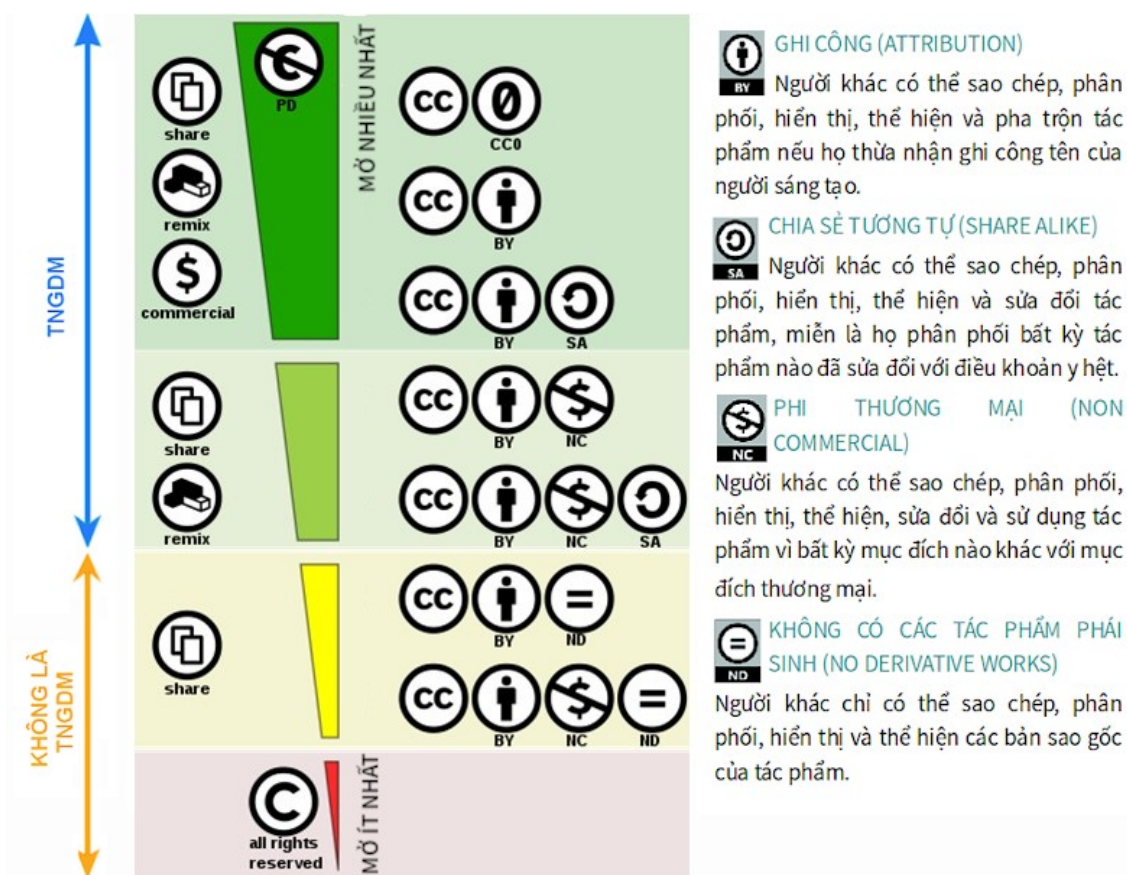 TNGDM
KHÔNG LÀ
TNGDM
share
remix
commercial
PD
MỞ NHIỀU NHẤT
cc 0
CC0
cc
BY
cc
BY SA
share
remix
cc $
BY NC
cc $
BY NC SA
share
cc =
BY ND
cc $ =
BY NC ND
C
all rights
reserved
MỞ ÍT NHẤT
BY
GHI CÔNG (ATTRIBUTION)
Người khác có thể sao chép, phân
phối, hiển thị, thể hiện và pha trộn tác
phẩm nếu họ thừa nhận ghi công tên của
người sáng tạo.
SA
CHIA SẺ TƯƠNG TỰ (SHARE ALIKE)
Người khác có thể sao chép, phân
phối, hiển thị, thể hiện và sửa đổi tác
phẩm, miễn là họ phân phối bất kỳ tác
phẩm nào đã sửa đổi với điều khoản y hệt.
NC
PHI THƯƠNG MẠI (NON
COMMERCIAL)
Người khác có thể sao chép, phân phối,
hiển thị, thể hiện, sửa đổi và sử dụng tác
phẩm vì bất kỳ mục đích nào khác với mục
đích thương mại.
ND
KHÔNG CÓ CÁC TÁC PHẨM PHÁI
SINH (NO DERIVATIVE WORKS)
Người khác chỉ có thể sao chép, phân
phối, hiển thị và thể hiện các bản sao gốc
của tác phẩm.